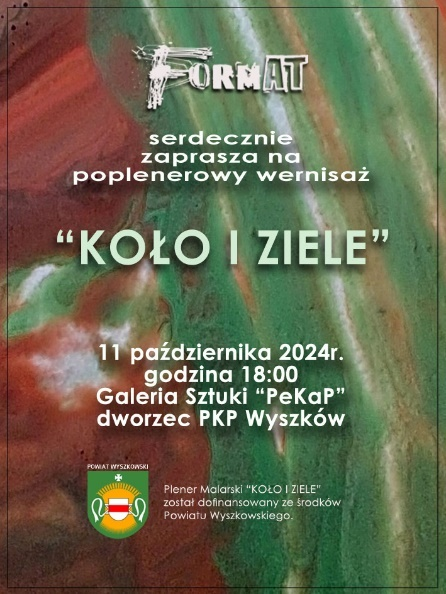 FORMAT
serdecznie
zaprasza na
poplenerowy wernisaż
“KOŁO I ZIELE”
11 października 2024r.
godzina 18:00
Galeria Sztuki “PeKaP”
dworzec PKP Wyszków
POWIAT WYSZKOWSKI
Plener Malarski “KOŁO I ZIELE”
został dofinansowany ze środków
Powiatu Wyszkowskiego.